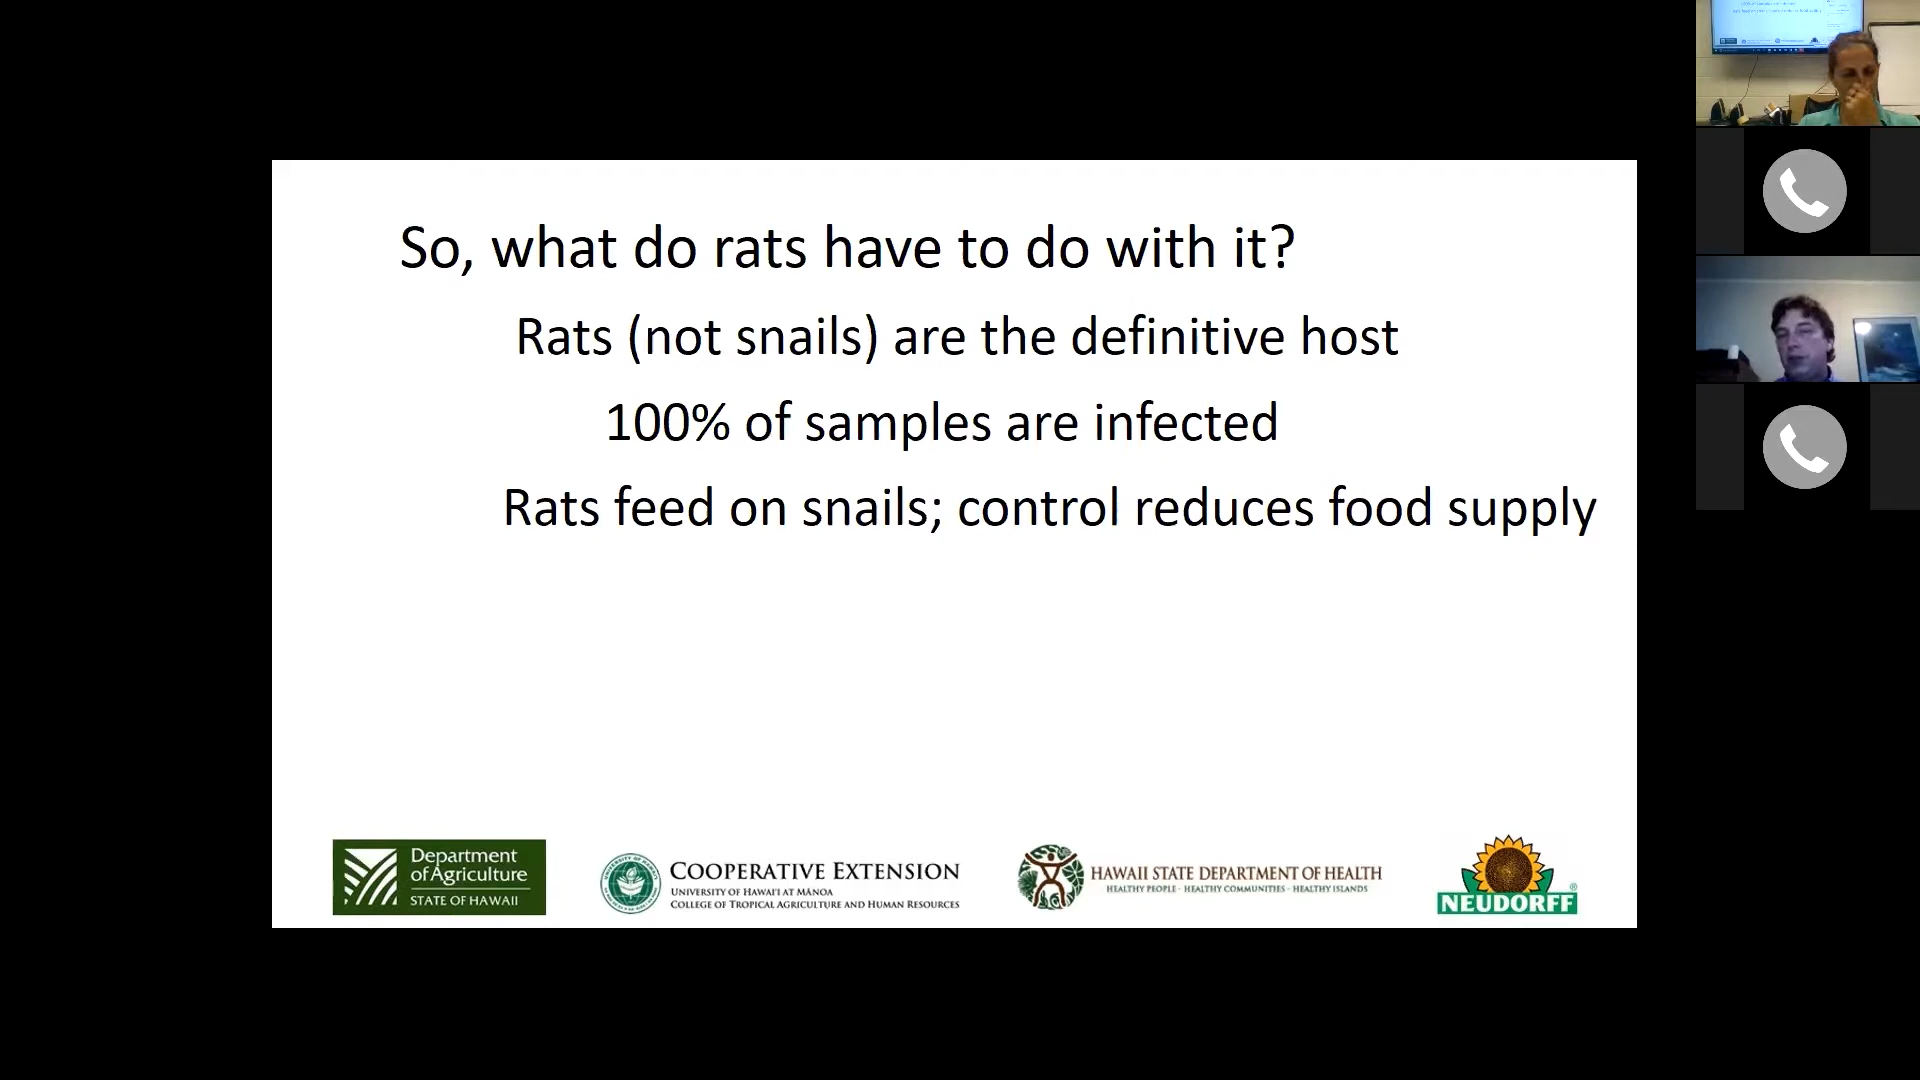 So, what do rats have to do with it?
Rats (not snails) are the definitive host
100% of samples are infected
Rats feed on snails; control reduces food supply
Department
of Agriculture
STATE OF HAWAII
COOPERATIVE EXTENSION
UNIVERSITY OF HAWAI'I AT MĀNOA
COLLEGE OF TROPICAL AGRICULTURE AND HUMAN RESOURCES
HAWAII STATE DEPARTMENT OF HEALTH
HEALTHY PEOPLE - HEALTHY COMMUNITIES - HEALTHY ISLANDS
NEUDORFF®